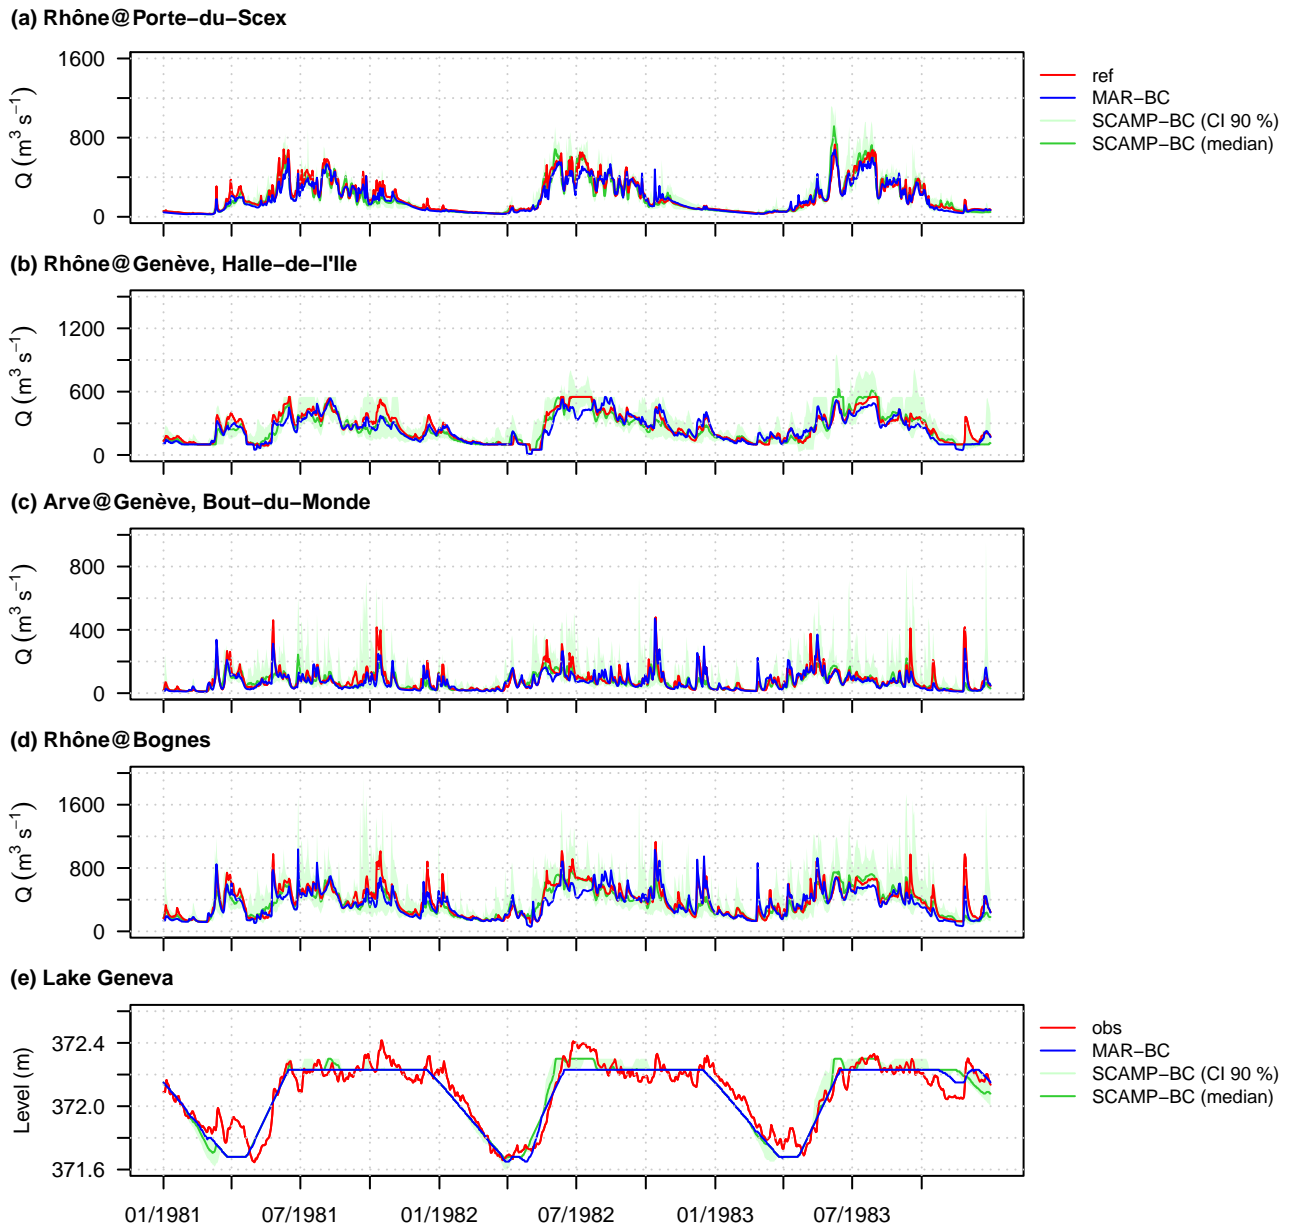 (a) Rhône@Porte−du−Scex
Q (m³ s⁻¹)
1600
800
0
ref
MAR−BC
SCAMP−BC (CI 90 %)
SCAMP−BC (median)
(b) Rhône@Genève, Halle−de−l'Ile
Q (m³ s⁻¹)
1200
600
0
(c) Arve@Genève, Bout−du−Monde
Q (m³ s⁻¹)
800
400
0
(d) Rhône@Bognes
Q (m³ s⁻¹)
1600
800
0
(e) Lake Geneva
Level (m)
372.4
372.0
371.6
obs
MAR−BC
SCAMP−BC (CI 90 %)
SCAMP−BC (median)
01/1981 07/1981 01/1982 07/1982 01/1983 07/1983